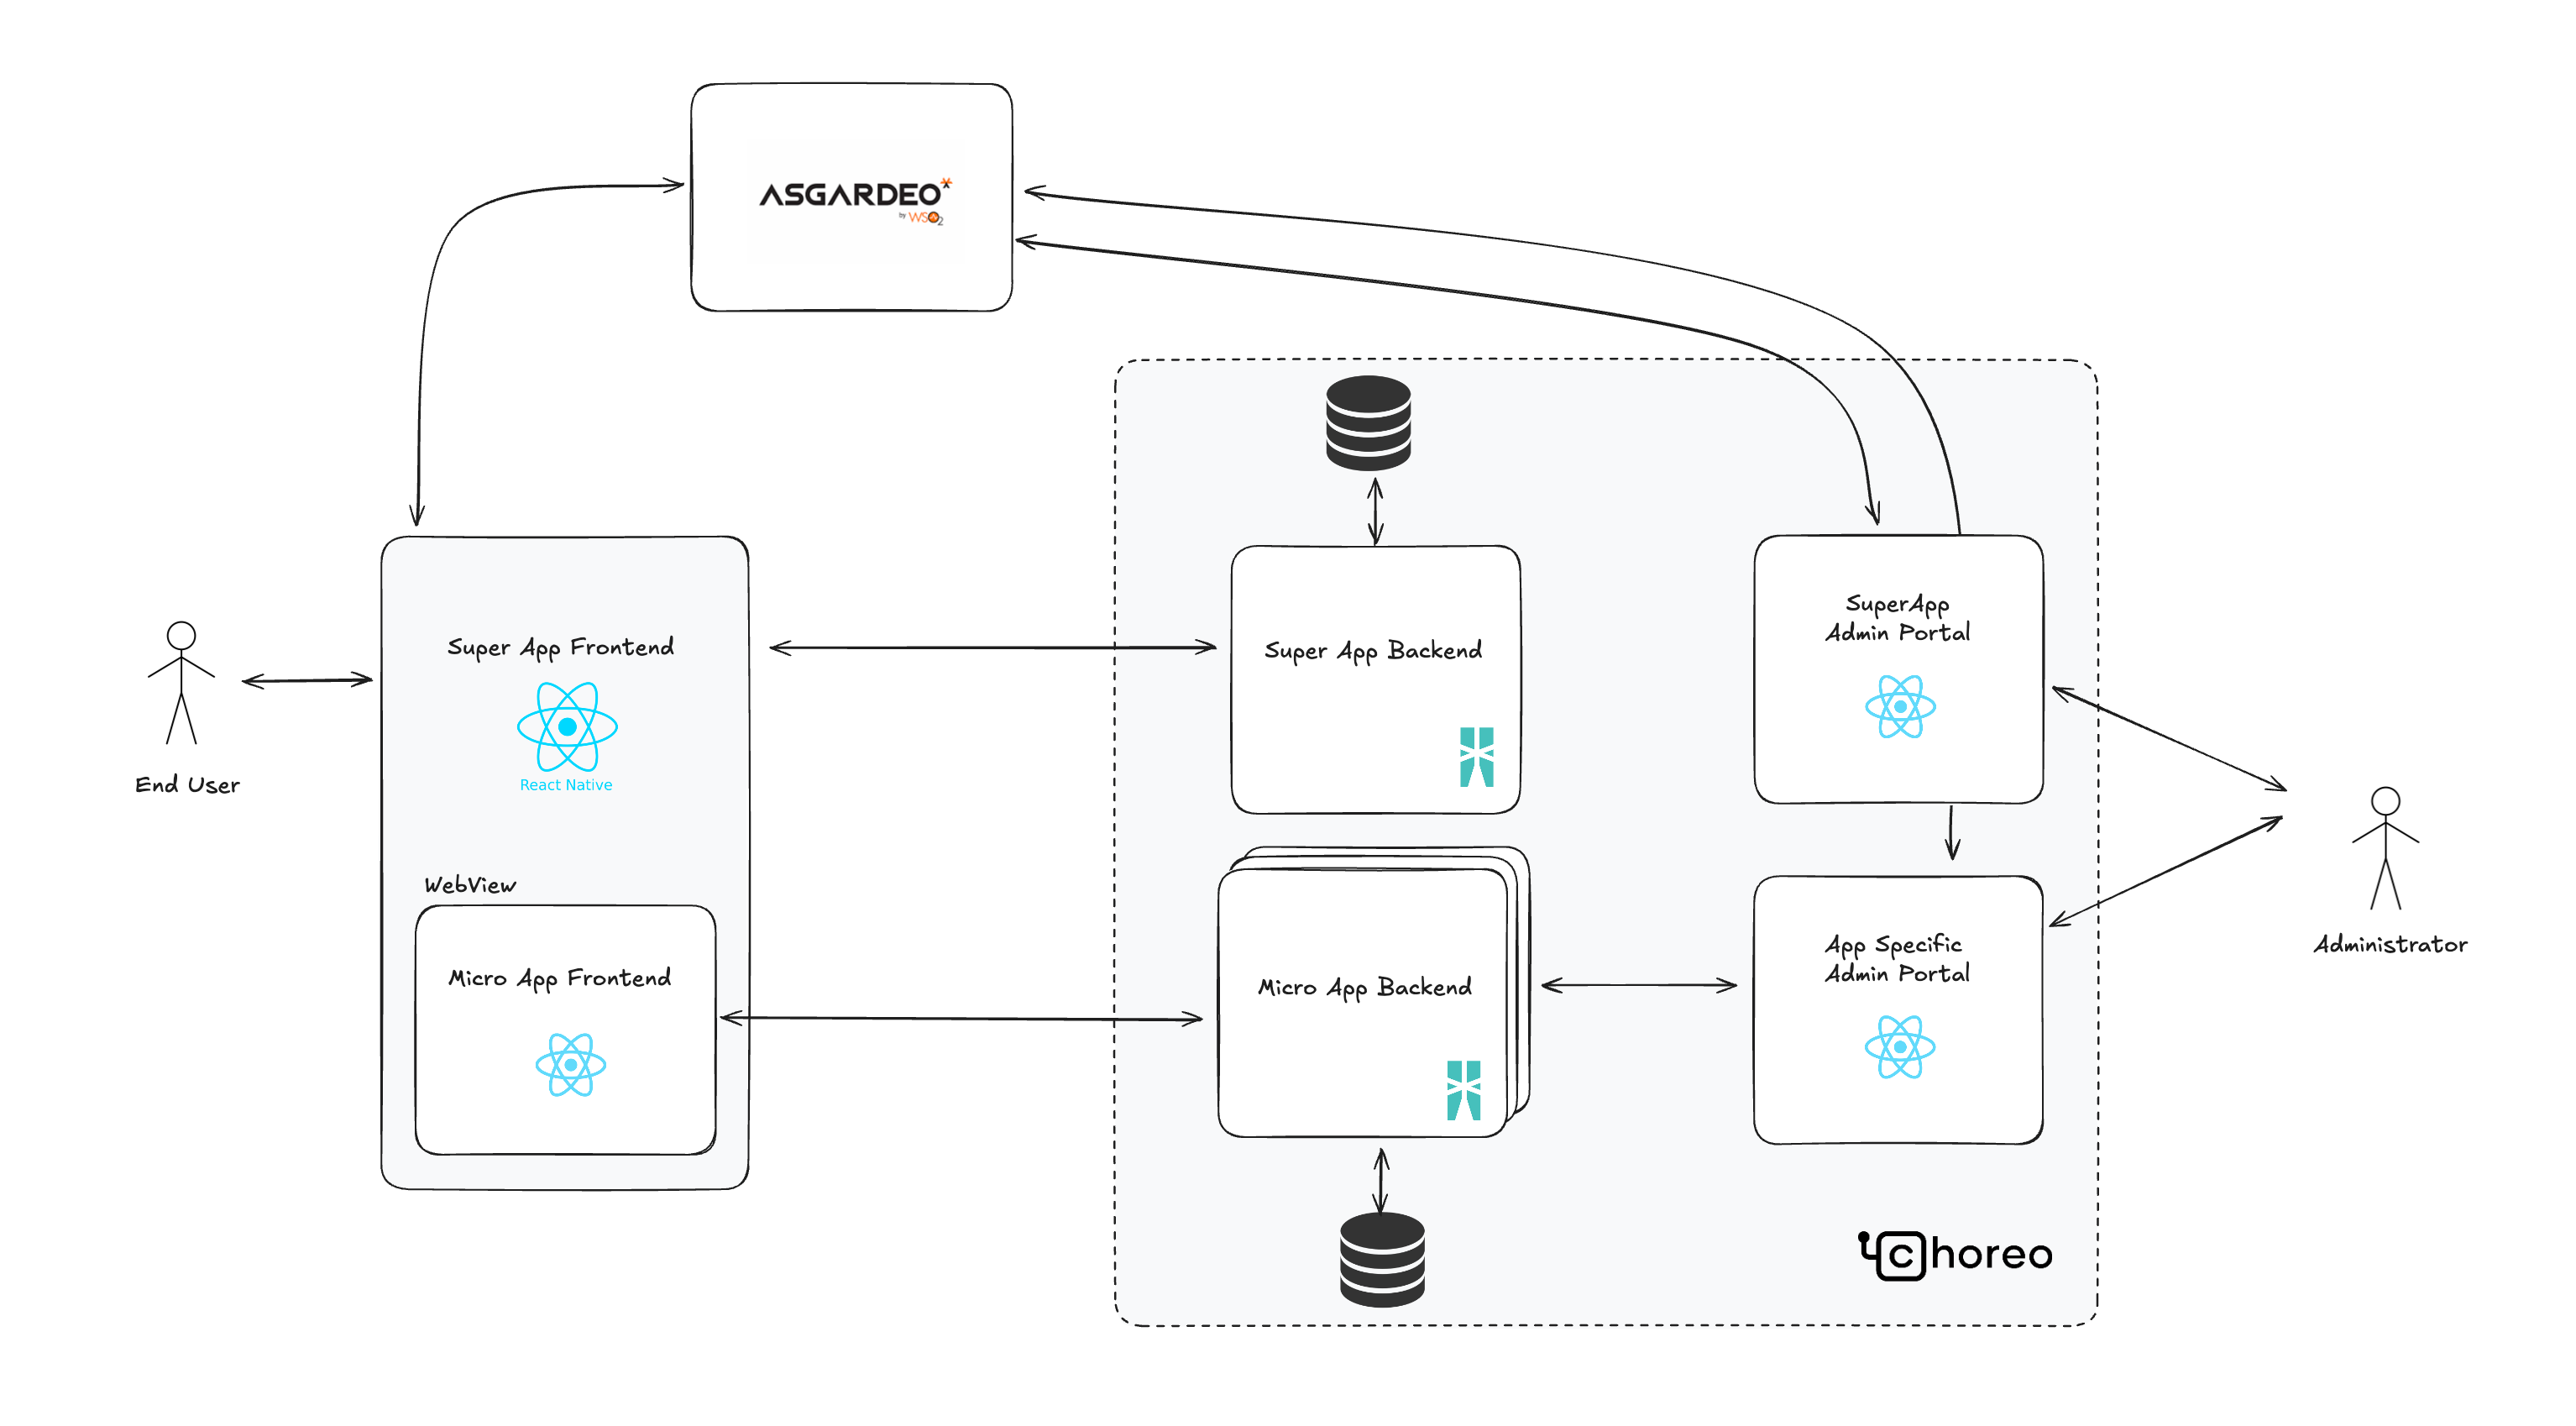 ASGARDEO
by WSO2
Super App Frontend
React Native
WebView
Micro App Frontend
End User
Super App Backend
Micro App Backend
SuperApp
Admin Portal
App Specific
Admin Portal
Administrator
Choreo